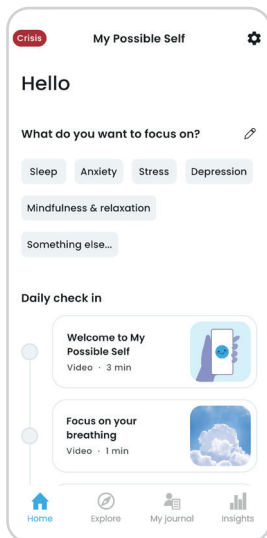 Crisis
My Possible Self
Hello
What do you want to focus on?
Sleep
Anxiety
Stress
Depression
Mindfulness & relaxation
Something else...
Daily check in
Welcome to My
Possible Self
Video · 3 min
Focus on your
breathing
Video · 1 min
Home
Explore
My journal
Insights